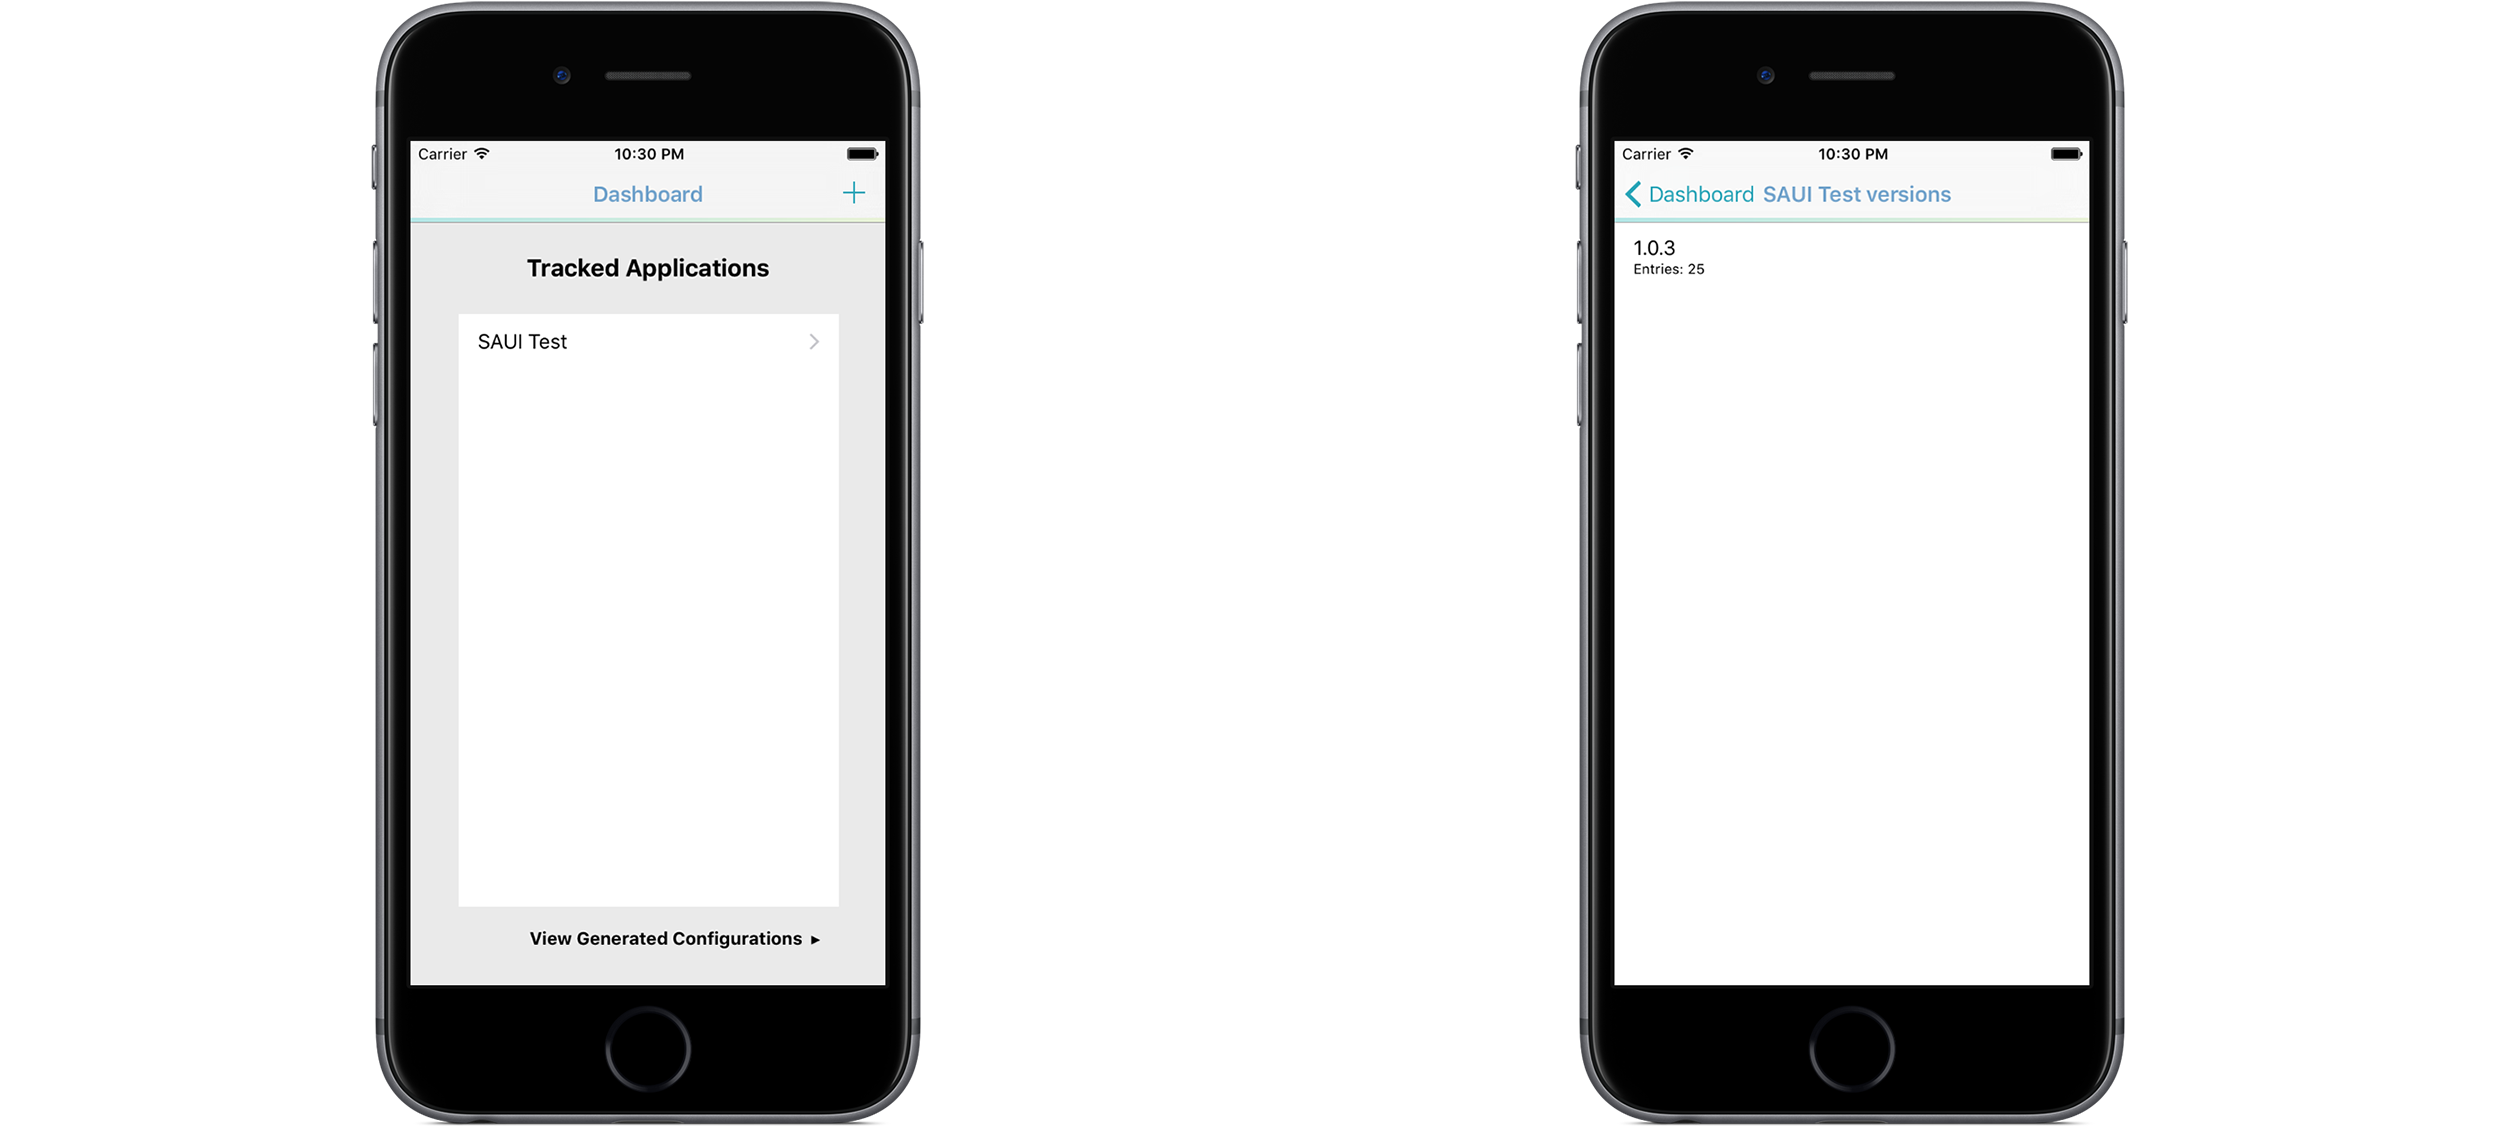 Carrier 10:30 PM
Dashboard +
Tracked Applications
SAUI Test
View Generated Configurations ▸
Carrier 10:30 PM
Dashboard SAUI Test versions
1.0.3
Entries: 25